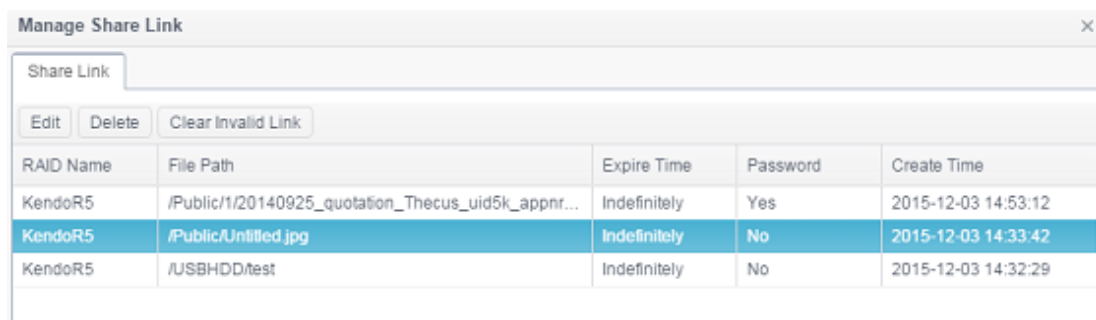 Manage Share Link
Share Link
Edit Delete Clear Invalid Link
RAID Name File Path Expire Time Password Create Time
KendoR5 /Public/1/20140925_quotation_Thecus_uid5k_appnr... Indefinitely Yes 2015-12-03 14:53:12
KendoR5 /Public/Untitled.jpg Indefinitely No 2015-12-03 14:33:42
KendoR5 /USBHDD/test Indefinitely No 2015-12-03 14:32:29